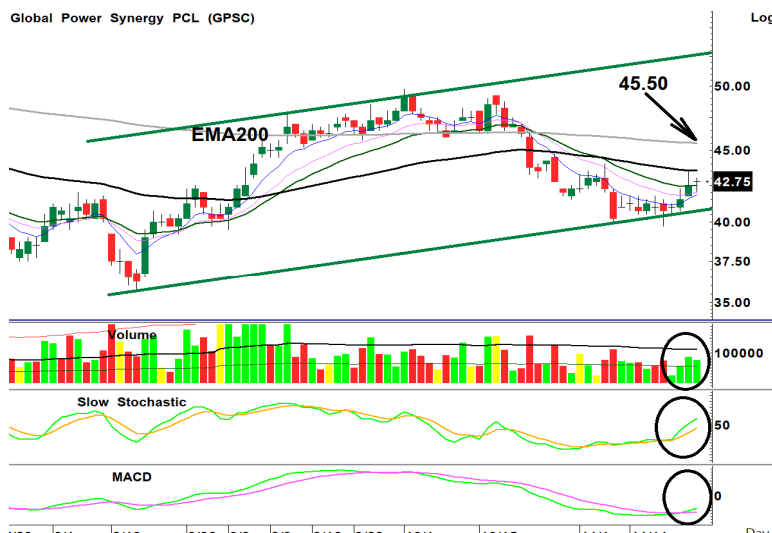 Global Power Synergy PCL (GPSC)
Log
50.00
45.50
EMA200
45.00
42.75
40.00
37.50
35.00
Volume
100000
Slow Stochastic
50
MACD
0